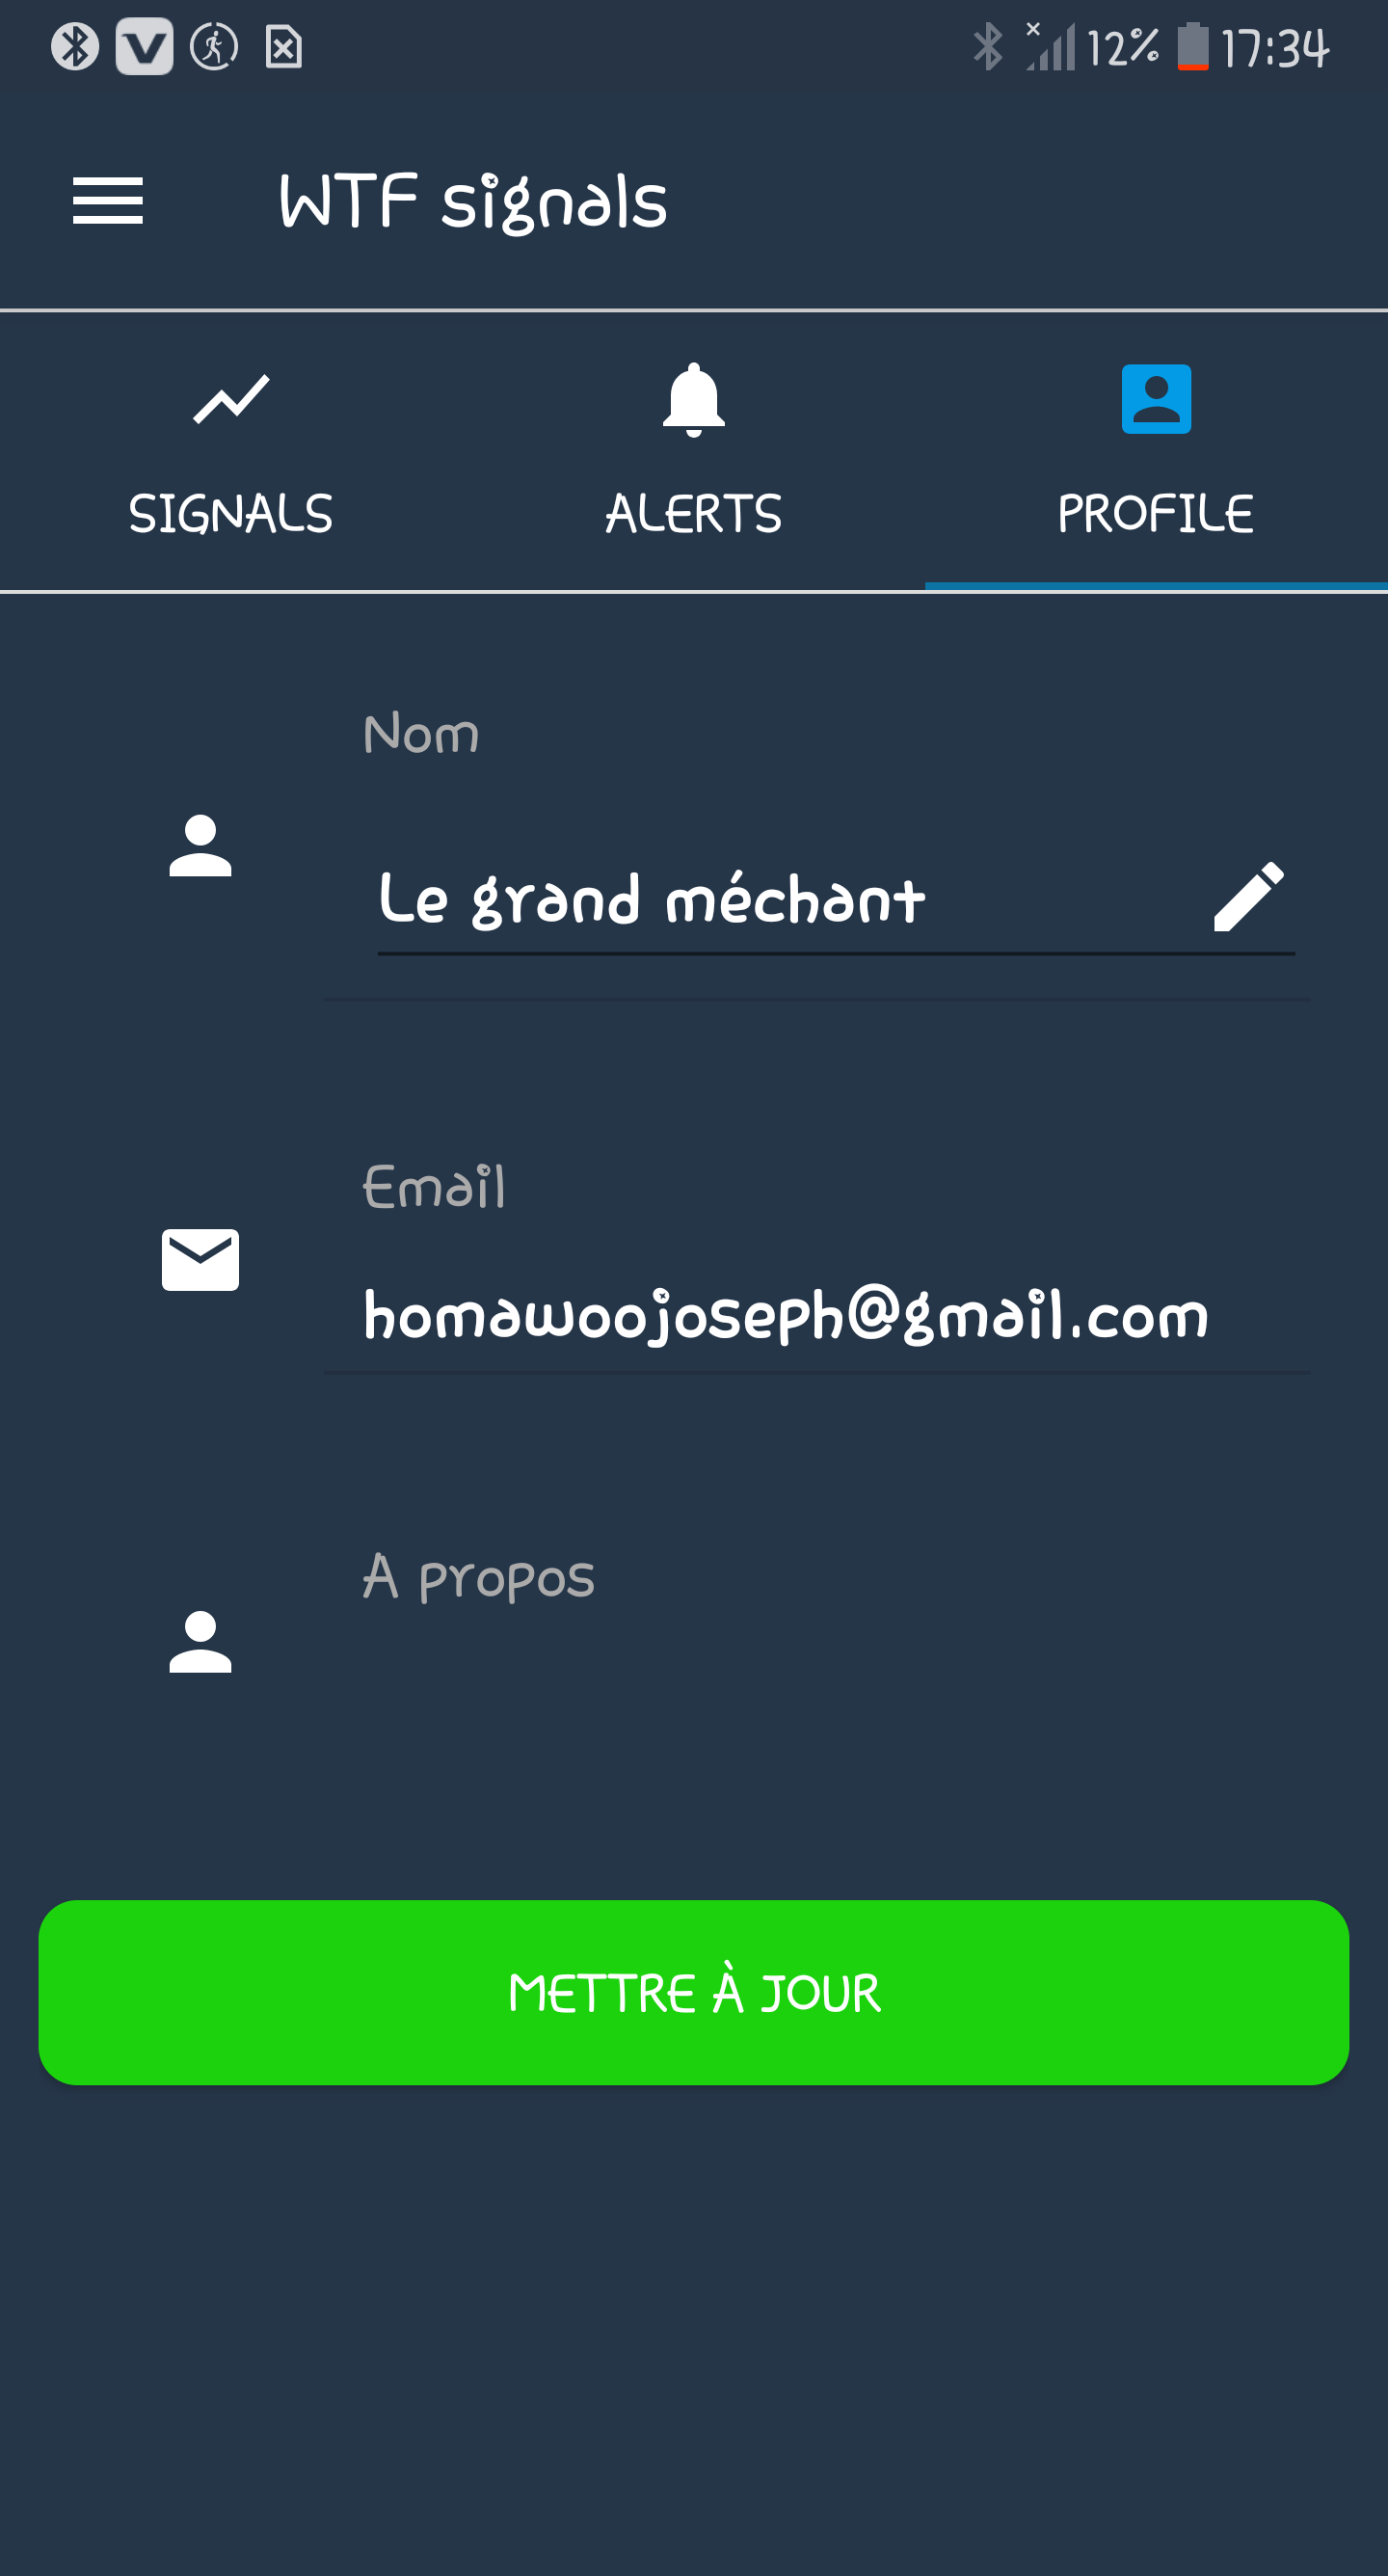 12% 17:34
WTF signals
SIGNALS ALERTS PROFILE
Nom
Le grand méchant
Email
homawoojoseph@gmail.com
A propos
METTRE À JOUR